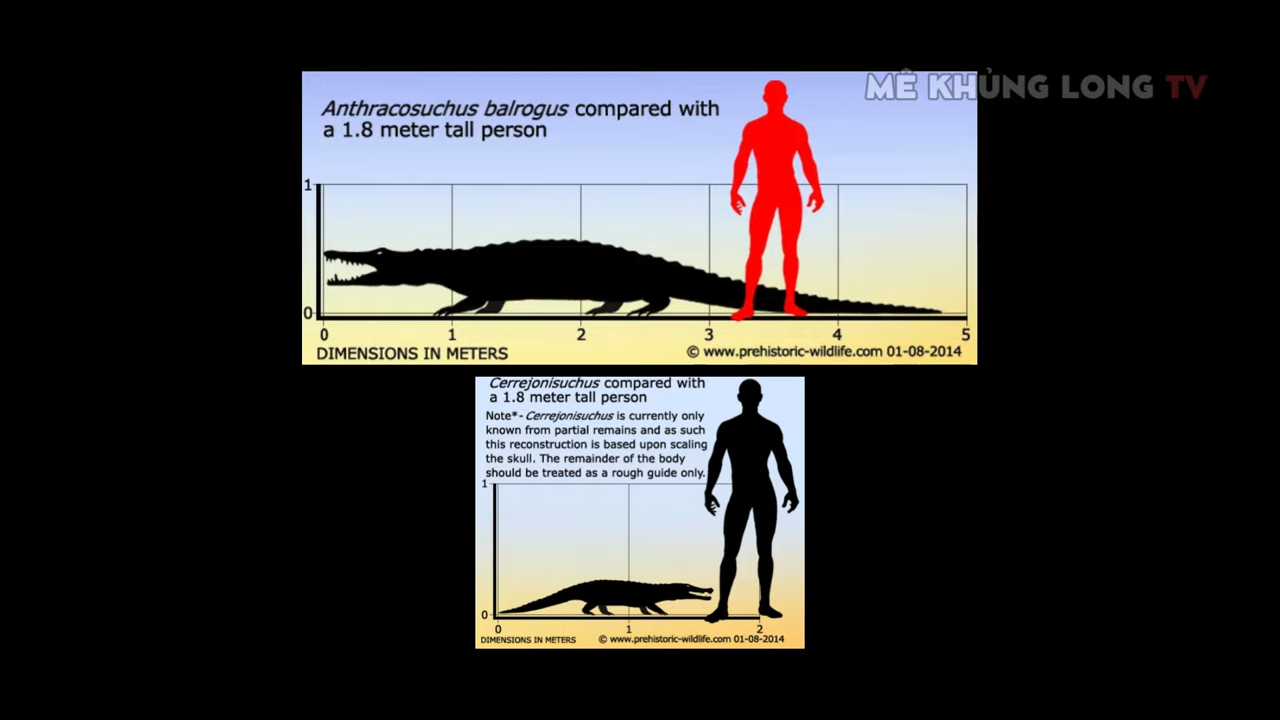 MÊ KHỦNG LONG TV
Anthracosuchus balrogus compared with
a 1.8 meter tall person
1
0
0 1 2 3 4 5
DIMENSIONS IN METERS © www.prehistoric-wildlife.com 01-08-2014
Cerrejonisuchus compared with
a 1.8 meter tall person
Note*- Cerrejonisuchus is currently only
known from partial remains and as such
this reconstruction is based upon scaling
the skull. The remainder of the body
should be treated as a rough guide only.
1
0
0 1 2
DIMENSIONS IN METERS © www.prehistoric-wildlife.com 01-08-2014